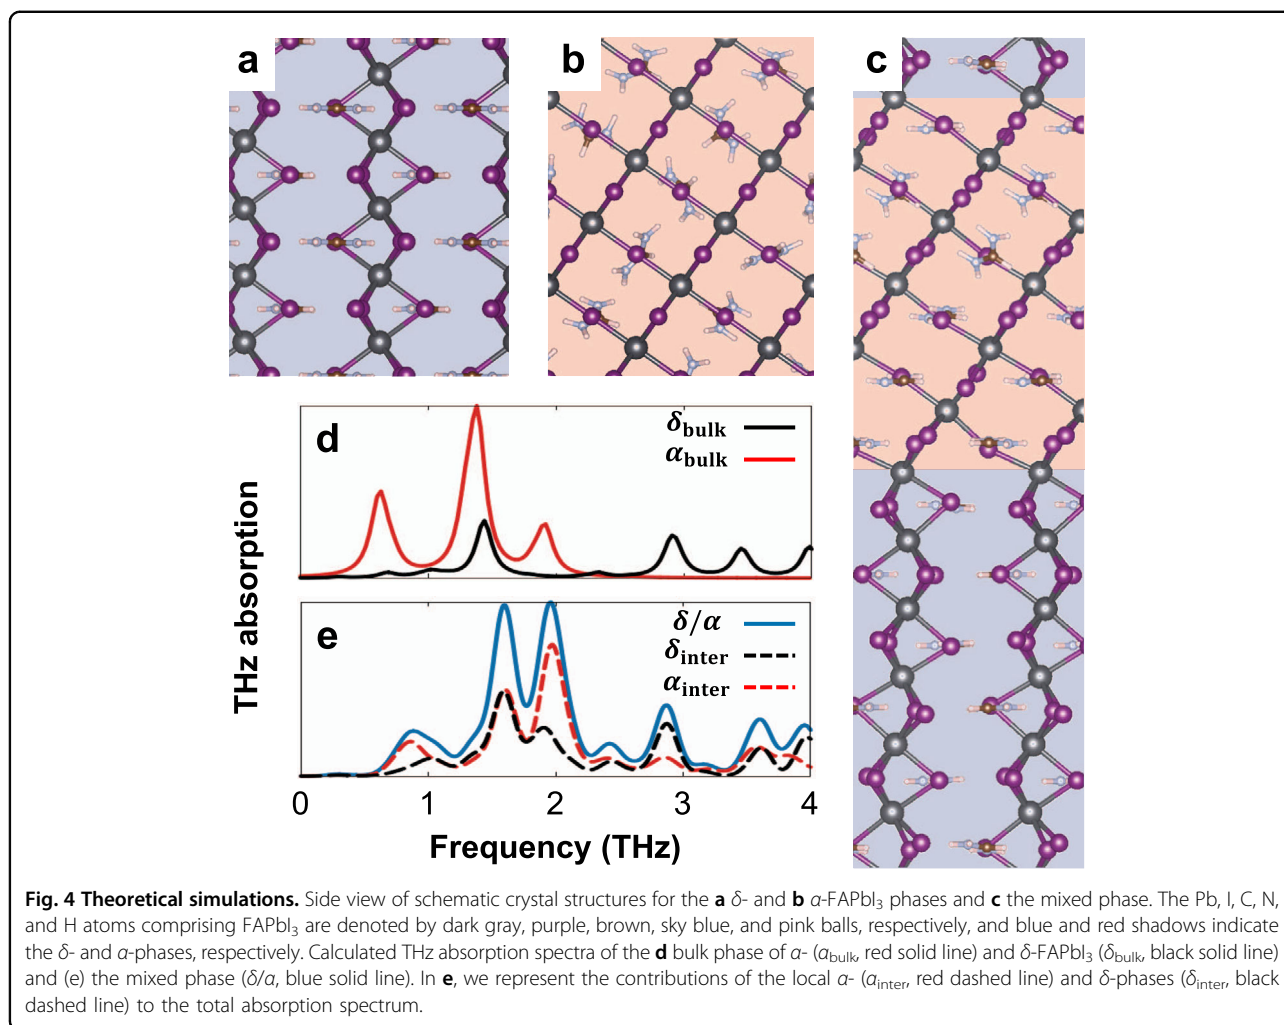 a
b
c
d
δbulk
αbulk
e
δ/α
δinter
αinter
THz absorption
0 1 2 3 4
Frequency (THz)
Fig. 4 Theoretical simulations. Side view of schematic crystal structures for the a δ- and b α-FAPbI₃ phases and c the mixed phase. The Pb, I, C, N,
and H atoms comprising FAPbI₃ are denoted by dark gray, purple, brown, sky blue, and pink balls, respectively, and blue and red shadows indicate
the δ- and α-phases, respectively. Calculated THz absorption spectra of the d bulk phase of α- (αbulk, red solid line) and δ-FAPbI₃ (δbulk, black solid line)
and (e) the mixed phase (δ/α, blue solid line). In e, we represent the contributions of the local α- (αinter, red dashed line) and δ-phases (δinter, black
dashed line) to the total absorption spectrum.